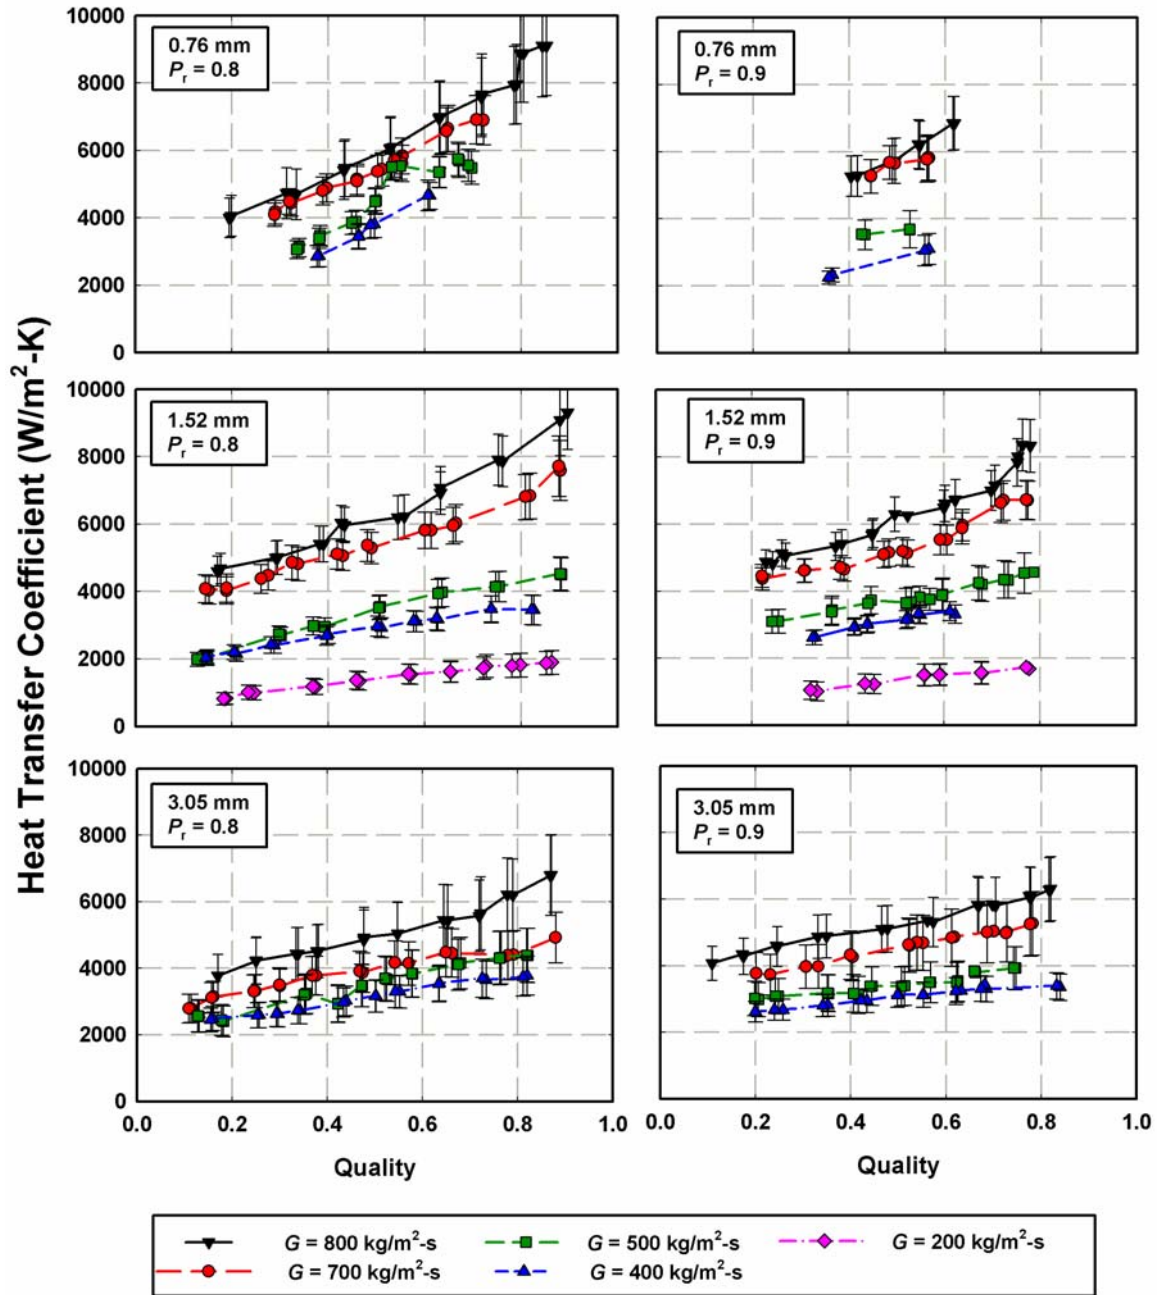 Heat Transfer Coefficient (W/m²-K)
10000
8000
6000
4000
2000
0
0.76 mm
Pr = 0.8
0.76 mm
Pr = 0.9
10000
8000
6000
4000
2000
0
1.52 mm
Pr = 0.8
1.52 mm
Pr = 0.9
10000
8000
6000
4000
2000
0
3.05 mm
Pr = 0.8
3.05 mm
Pr = 0.9
0.0 0.2 0.4 0.6 0.8 1.0
0.0 0.2 0.4 0.6 0.8 1.0
Quality
Quality
G = 800 kg/m²-s G = 500 kg/m²-s G = 200 kg/m²-s
G = 700 kg/m²-s G = 400 kg/m²-s